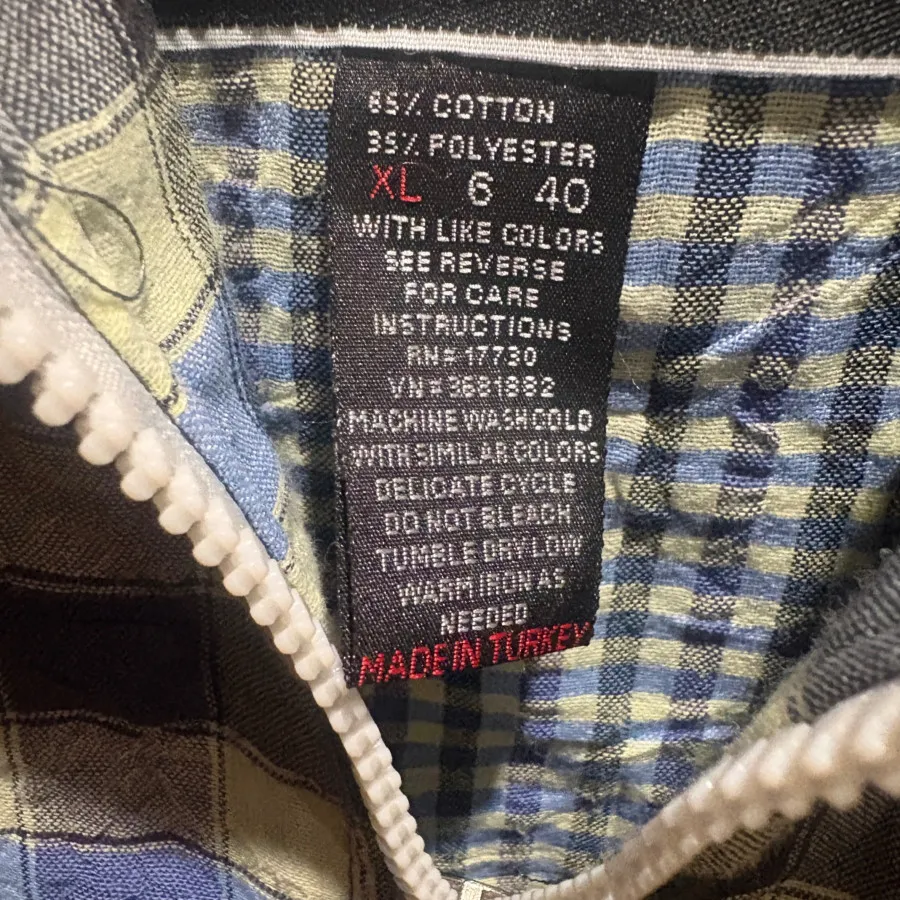 65% COTTON
35% POLYESTER
XL 6 40
WITH LIKE COLORS
SEE REVERSE
FOR CARE
INSTRUCTIONS
RN# 17730
VN#3681882
MACHINE WASH COLD
WITH SIMILAR COLORS
DELICATE CYCLE
DO NOT BLEACH
TUMBLE DRY LOW
WARM IRON AS
NEEDED
MADE IN TURKEY